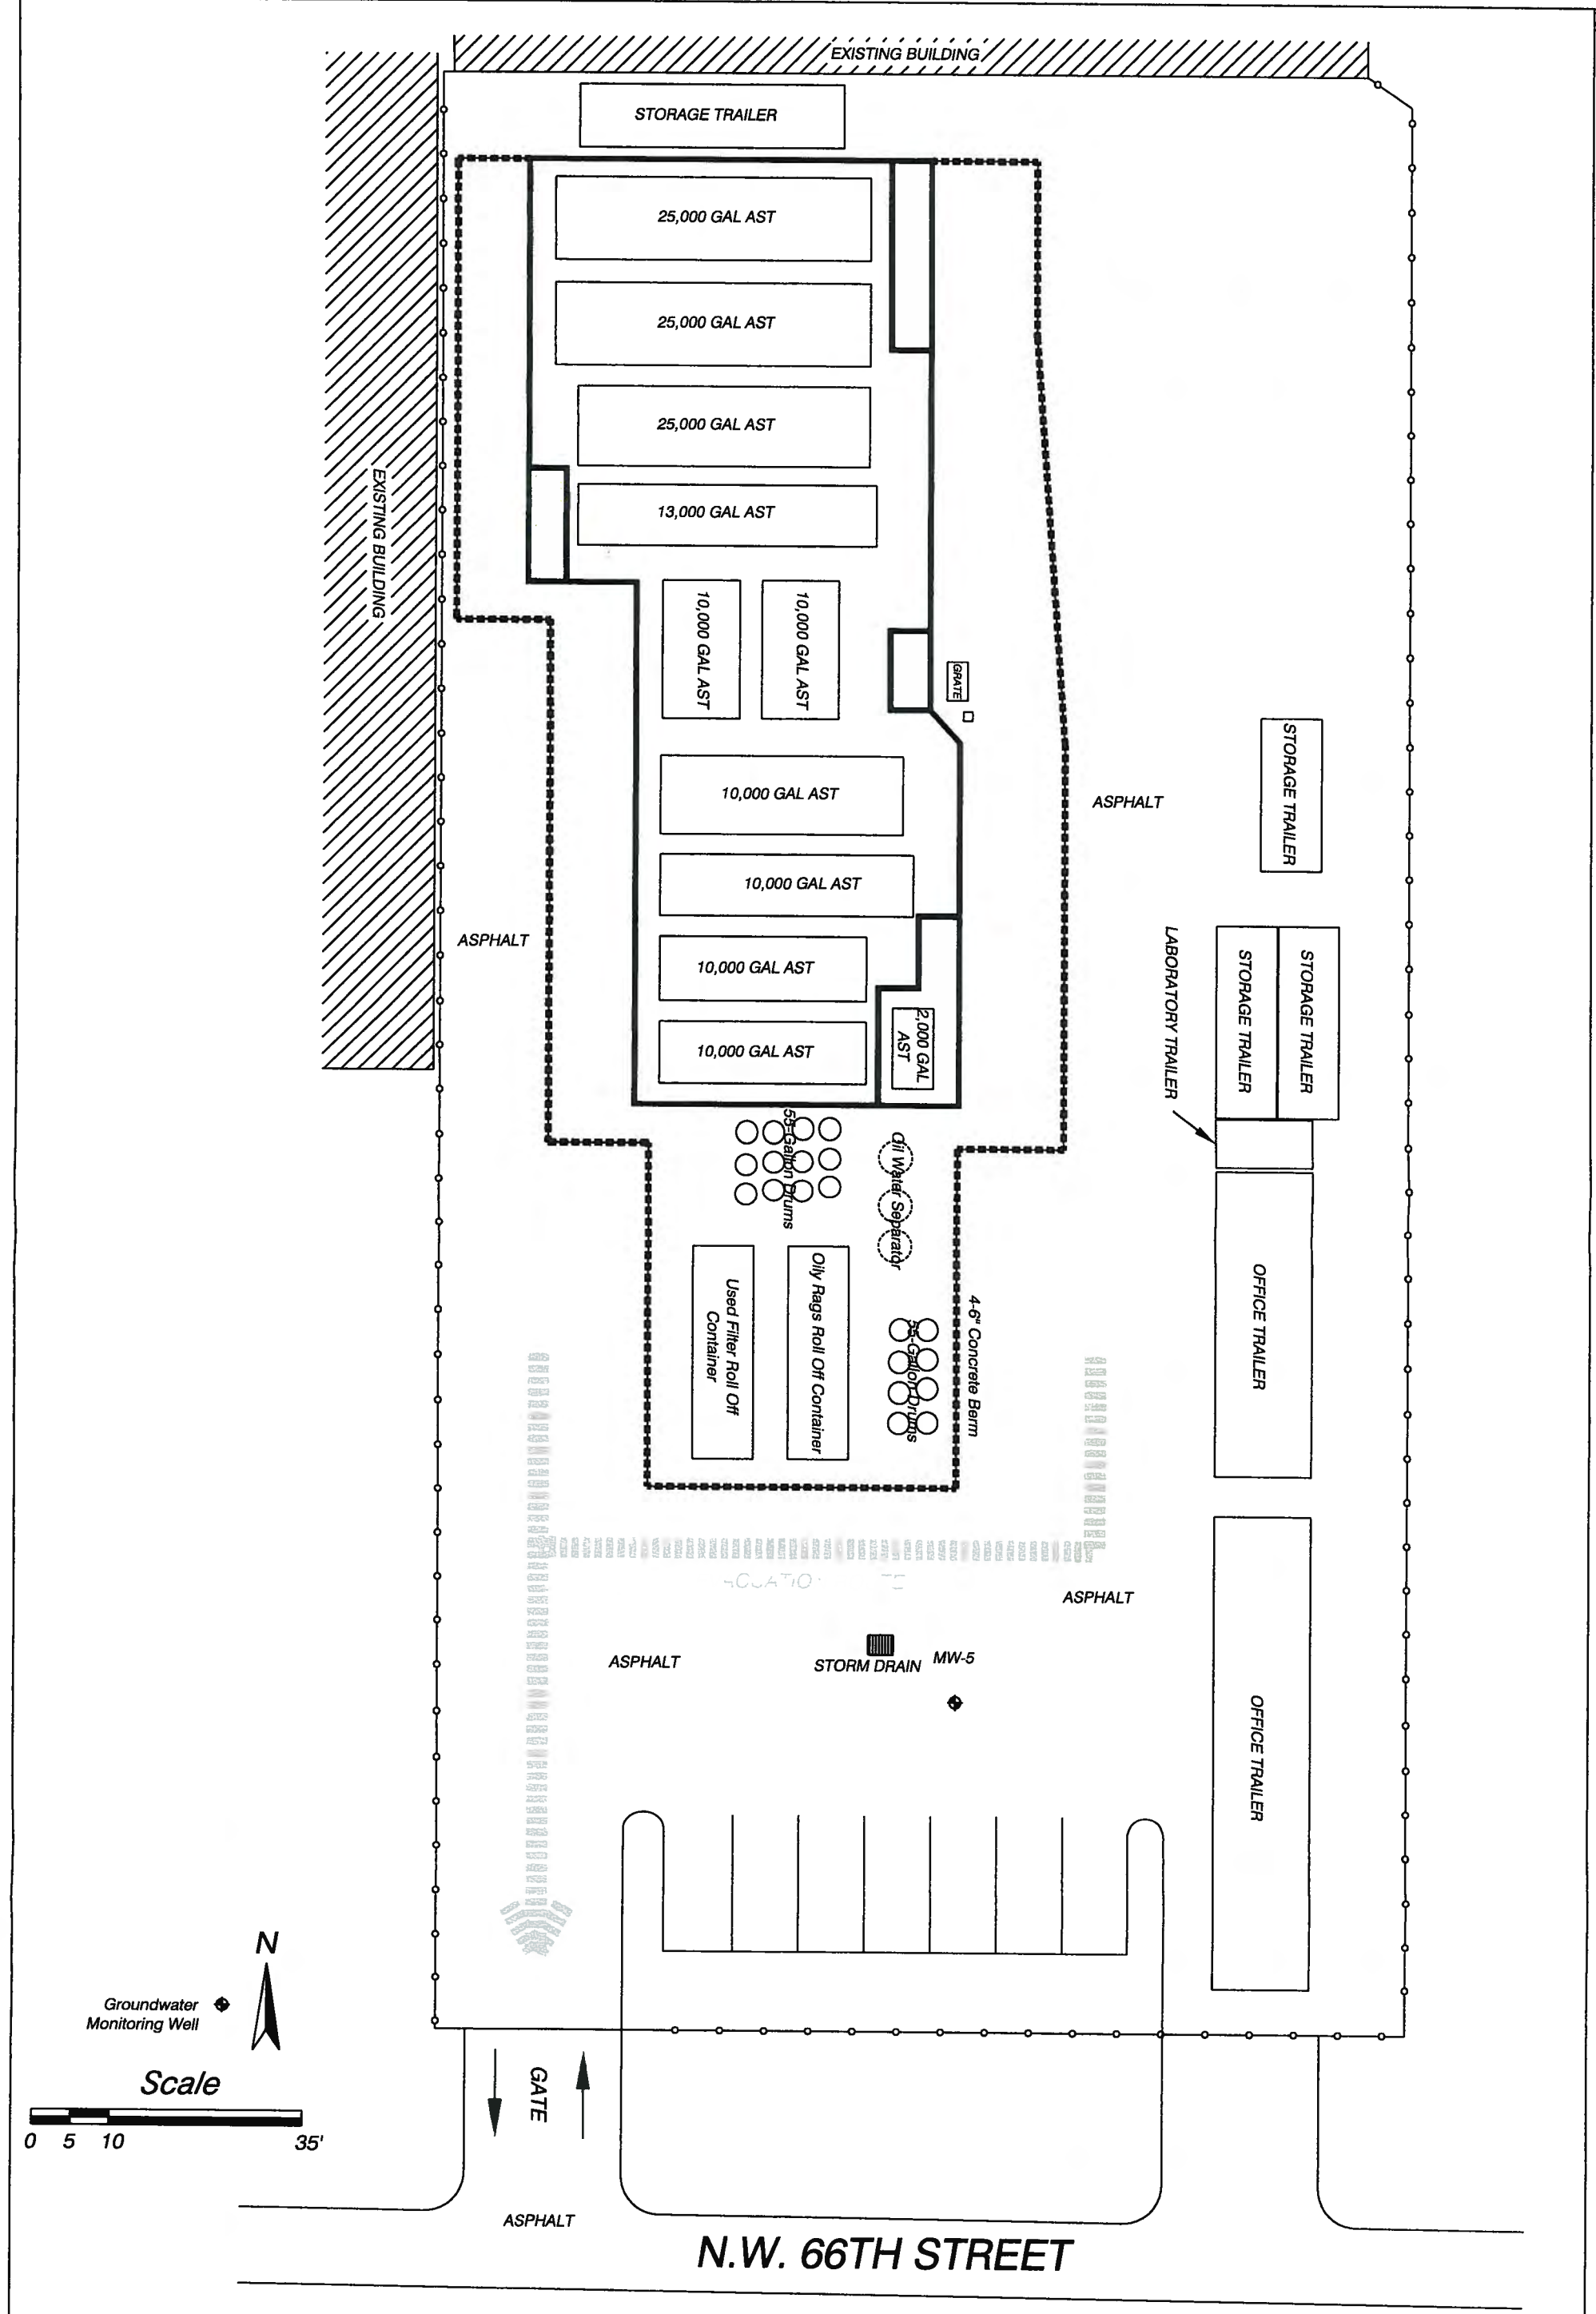 EXISTING BUILDING
STORAGE TRAILER
25,000 GAL AST
25,000 GAL AST
25,000 GAL AST
EXISTING BUILDING
13,000 GAL AST
10,000 GAL AST
10,000 GAL AST
GRATE
STORAGE TRAILER
10,000 GAL AST
ASPHALT
10,000 GAL AST
ASPHALT
10,000 GAL AST
LABORATORY TRAILER
STORAGE TRAILER
STORAGE TRAILER
2,000 GAL
AST
10,000 GAL AST
55-Gallon Drums
Oil Water Separator
Used Filter Roll Off
Container
Oily Rags Roll Off Container
55-Gallon Drums
4-6" Concrete Berm
OFFICE TRAILER
ASPHALT
ASPHALT
STORM DRAIN
MW-5
OFFICE TRAILER
N
Groundwater
Monitoring Well
Scale
0 5 10 35'
GATE
ASPHALT
N.W. 66TH STREET